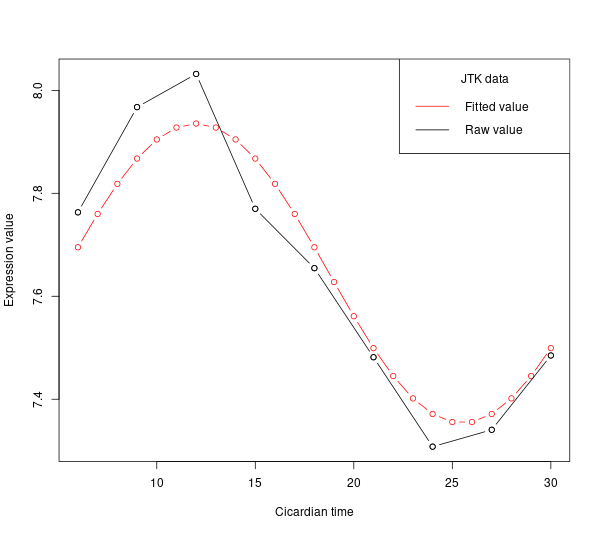 JTK data
Fitted value
Raw value
8.0
7.8
7.6
7.4
Expression value
10 15 20 25 30
Cicardian time